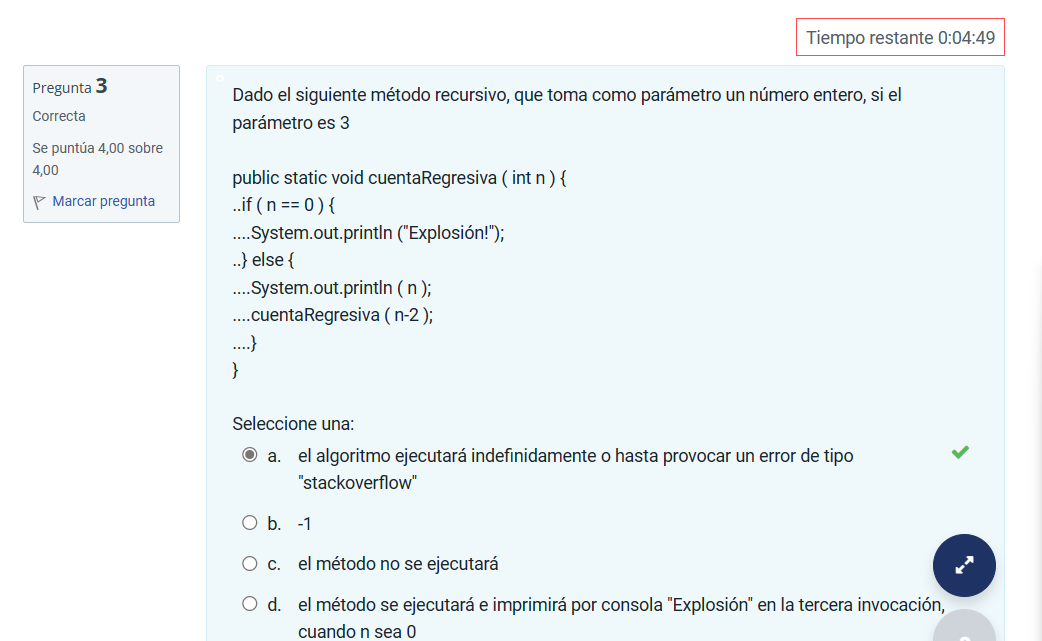 Tiempo restante 0:04:49
Pregunta 3
Correcta
Se puntúa 4,00 sobre
4,00
Marcar pregunta
Dado el siguiente método recursivo, que toma como parámetro un número entero, si el
parámetro es 3
public static void cuentaRegresiva ( int n ) {
..if ( n == 0 ) {
....System.out.println ("Explosión!");
..} else {
....System.out.println ( n );
....cuentaRegresiva ( n-2 );
....}
}
Seleccione una:
a. el algoritmo ejecutará indefinidamente o hasta provocar un error de tipo
"stackoverflow"
b. -1
c. el método no se ejecutará
d. el método se ejecutará e imprimirá por consola "Explosión" en la tercera invocación,
cuando n sea 0